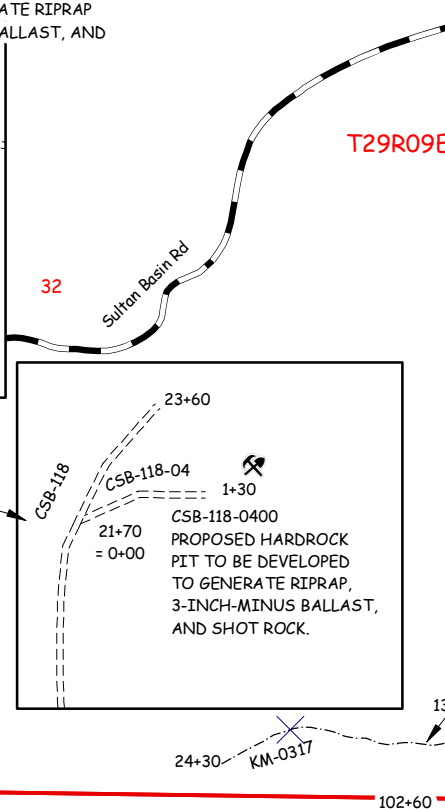 ATE RIPRAP
ALLAST, AND
T29R09E
32
Sultan Basin Rd
23+60
CSB-118
CSB-118-04
1+30
21+70
= 0+00
CSB-118-0400
PROPOSED HARDROCK
PIT TO BE DEVELOPED
TO GENERATE RIPRAP,
3-INCH-MINUS BALLAST,
AND SHOT ROCK.
13
24+30
KM-0317
102+60